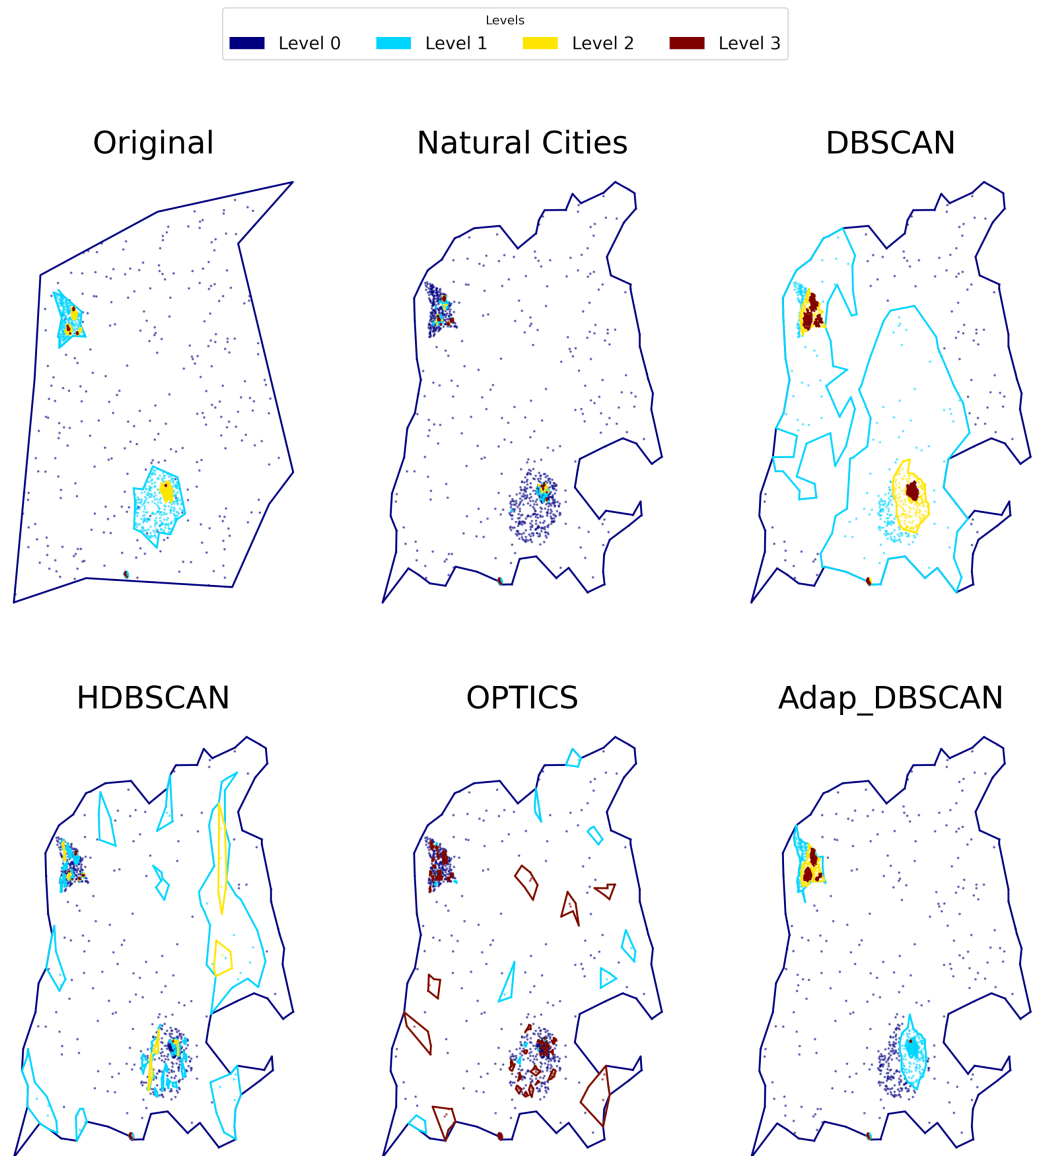 Levels
Level 0 Level 1 Level 2 Level 3
Original Natural Cities DBSCAN
HDBSCAN OPTICS Adap_DBSCAN